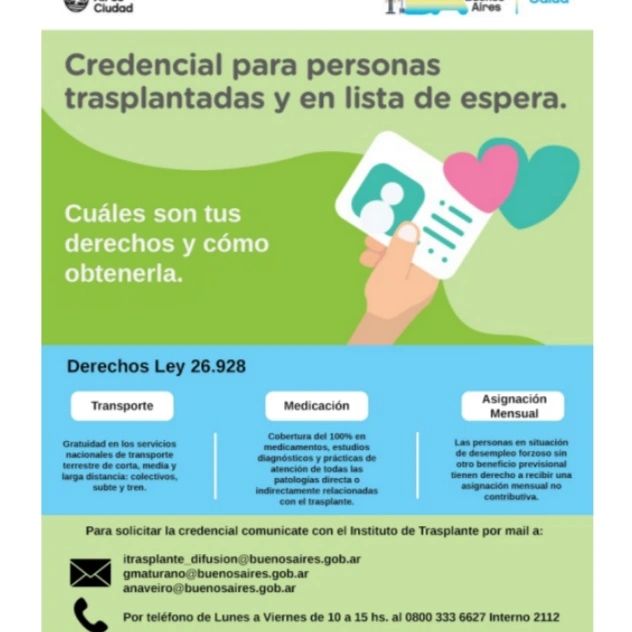 Ciudad
Buenos
Aires
Salud
Credencial para personas
trasplantadas y en lista de espera.
Cuáles son tus
derechos y cómo
obtenerla.
Derechos Ley 26.928
Transporte
Gratuidad en los servicios
nacionales de transporte
terrestre de corta, media y
larga distancia: colectivos,
subte y tren.
Medicación
Cobertura del 100% en
medicamentos, estudios
diagnósticos y prácticas de
atención de todas las
patologías directa o
indirectamente relacionadas
con el trasplante.
Asignación
Mensual
Las personas en situación
de desempleo forzoso sin
otro beneficio previsional
tienen derecho a recibir una
asignación mensual no
contributiva.
Para solicitar la credencial comunicate con el Instituto de Trasplante por mail a:
itrasplante_difusion@buenosaires.gob.ar
gmaturano@buenosaires.gob.ar
anaveiro@buenosaires.gob.ar
Por teléfono de Lunes a Viernes de 10 a 15 hs. al 0800 333 6627 Interno 2112